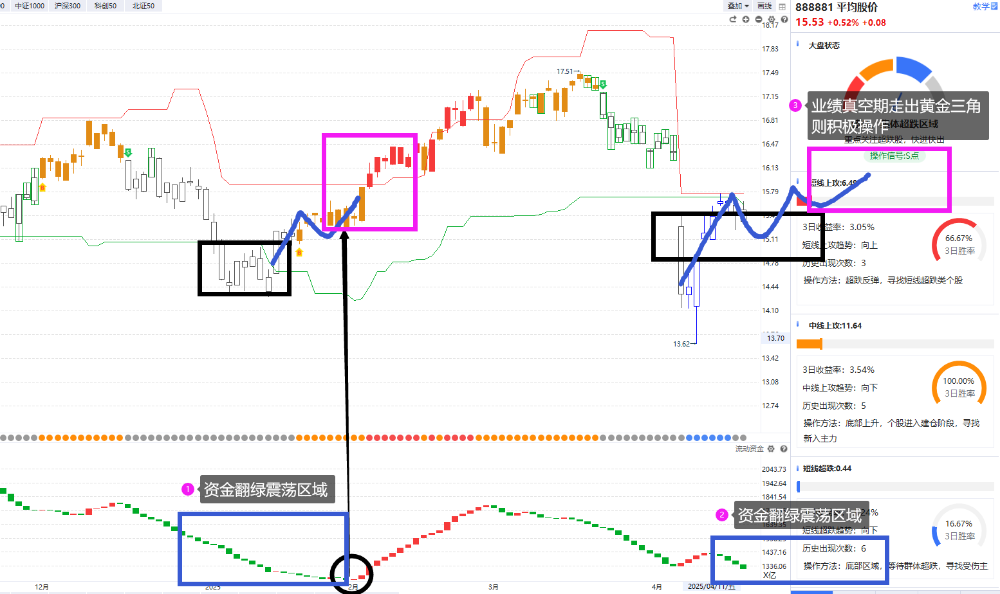 中证1000
沪深300
科创50
北证50
叠加
画线
888881 平均股价
教学
15.53 +0.52% +0.08
18.17
17.83
17.49
17.15
16.81
16.47
16.13
15.79
15.11
14.78
14.44
14.10
13.70
13.42
13.08
12.74
17.51
13.62
S
S
B
B
大盘状态
3
业绩真空期走出黄金三角
则积极操作
体超跌区域
重点关注超跌股，快进快出
操作信号:S点
短线上攻:6.49
3日收益率：3.05%
短线上攻趋势：向上
历史出现次数：3
操作方法：超跌反弹，寻找短线超跌类个股
66.67%
3日胜率
中线上攻:11.64
3日收益率：3.54%
中线上攻趋势：向下
历史出现次数：5
操作方法：底部上升，个股进入建仓阶段，寻找
新入主力
100.00%
3日胜率
短线超跌:0.44
24%
短线超跌趋势：向下
历史出现次数：6
操作方法：底部区域，等待群体超跌，寻找受伤主
16.67%
3日胜率
流动资金
2043.73
1942.64
1841.54
1639.35
1437.16
1336.06
X亿
1
资金翻绿震荡区域
2
资金翻绿震荡区域
12月
2025
2月
3月
4月
2025/04/11/五